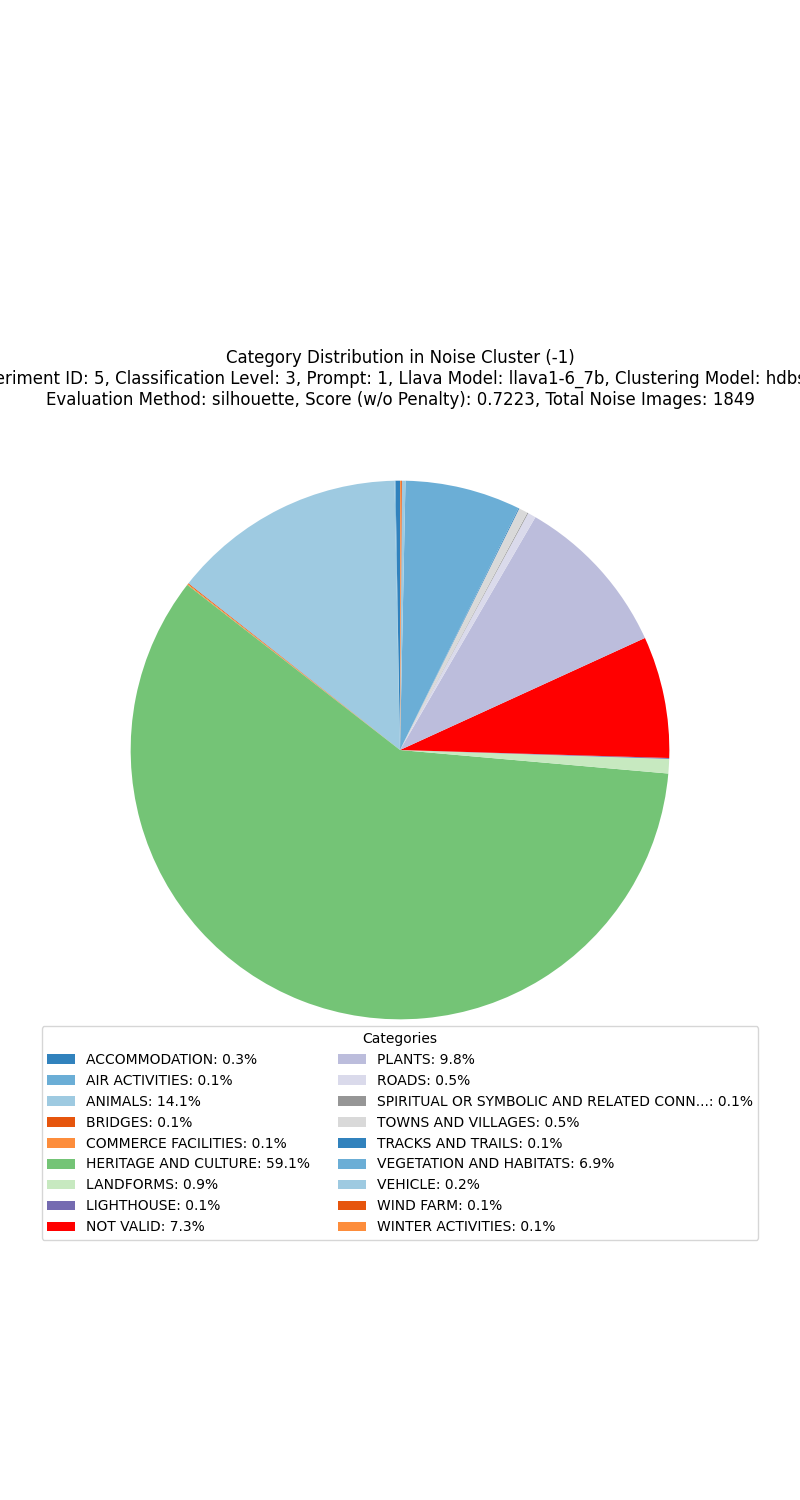 Category Distribution in Noise Cluster (-1)
eriment ID: 5, Classification Level: 3, Prompt: 1, Llava Model: llava1-6_7b, Clustering Model: hdbs
Evaluation Method: silhouette, Score (w/o Penalty): 0.7223, Total Noise Images: 1849
Categories
ACCOMMODATION: 0.3%
AIR ACTIVITIES: 0.1%
ANIMALS: 14.1%
BRIDGES: 0.1%
COMMERCE FACILITIES: 0.1%
HERITAGE AND CULTURE: 59.1%
LANDFORMS: 0.9%
LIGHTHOUSE: 0.1%
NOT VALID: 7.3%
PLANTS: 9.8%
ROADS: 0.5%
SPIRITUAL OR SYMBOLIC AND RELATED CONN...: 0.1%
TOWNS AND VILLAGES: 0.5%
TRACKS AND TRAILS: 0.1%
VEGETATION AND HABITATS: 6.9%
VEHICLE: 0.2%
WIND FARM: 0.1%
WINTER ACTIVITIES: 0.1%